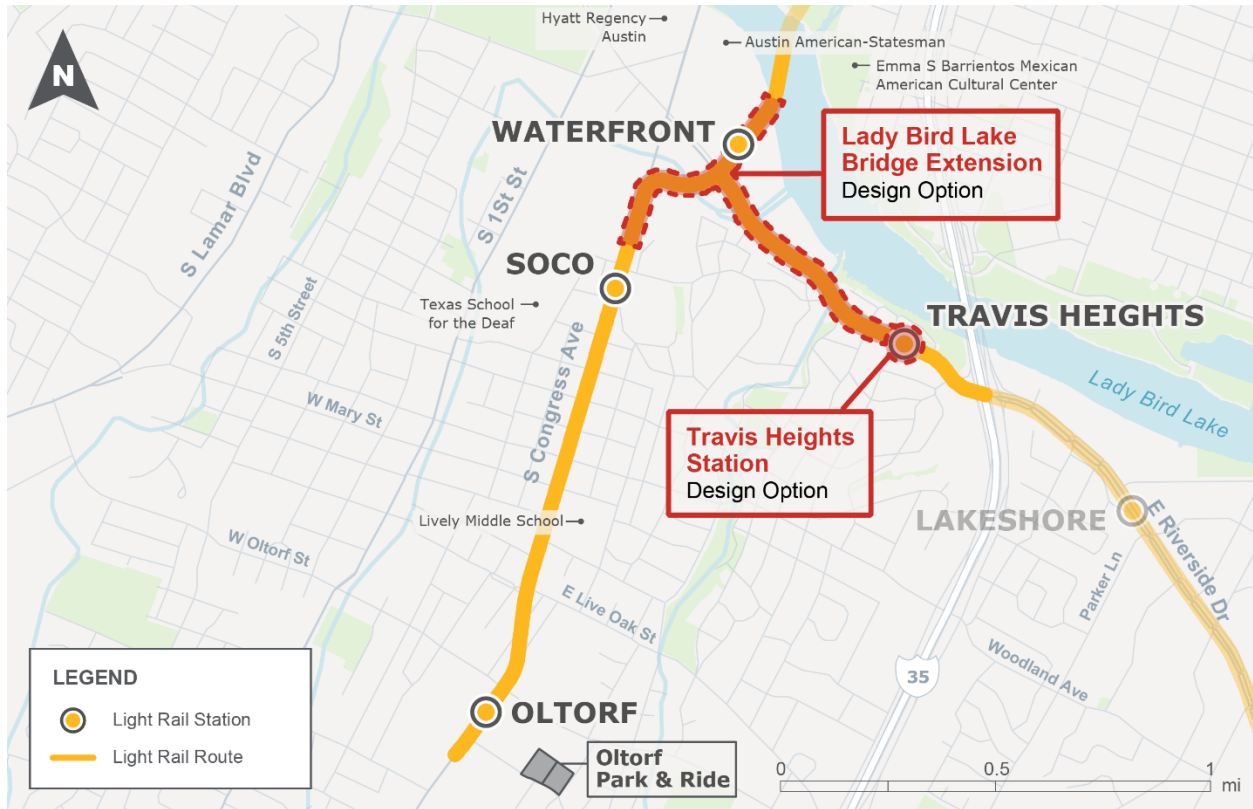 Hyatt Regency
Austin
Austin American-Statesman
Emma S Barrientos Mexican
American Cultural Center
N
WATERFRONT
Lady Bird Lake
Bridge Extension
Design Option
S Lamar Blvd
S 1St St
SOCO
Texas School
for the Deaf
S 5th Street
TRAVIS HEIGHTS
Lady Bird Lake
W Mary St
S Congress Ave
Travis Heights
Station
Design Option
Lively Middle School
LAKESHORE
E Riverside Dr
W Oltorf St
Parker Ln
E Live Oak St
Woodland Ave
35
LEGEND
Light Rail Station
Light Rail Route
OLTORF
Oltorf
Park & Ride
0
0.5
1
mi